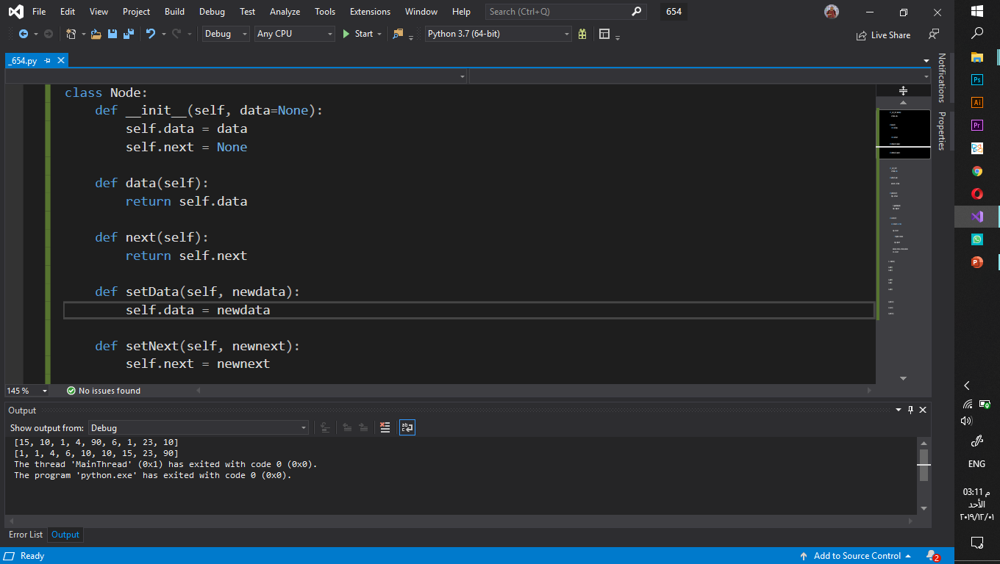 File Edit View Project Build Debug Test Analyze Tools Extensions Window Help Search (Ctrl+Q) 654
Debug Any CPU Start Python 3.7 (64-bit) Live Share
_654.py
Notifications
Properties
class Node:
def __init__(self, data=None):
self.data = data
self.next = None
def data(self):
return self.data
def next(self):
return self.next
def setData(self, newdata):
self.data = newdata
def setNext(self, newnext):
self.next = newnext
145 % No issues found
Output
Show output from: Debug
[15, 10, 1, 4, 90, 6, 1, 23, 10]
[1, 1, 4, 6, 10, 10, 15, 23, 90]
The thread 'MainThread' (0x1) has exited with code 0 (0x0).
The program 'python.exe' has exited with code 0 (0x0).
Error List Output
Ready Add to Source Control 2
Ps
Ai
Pr
ENG
03:11 م
الأحد
٢٠١٩/١٢/٠١